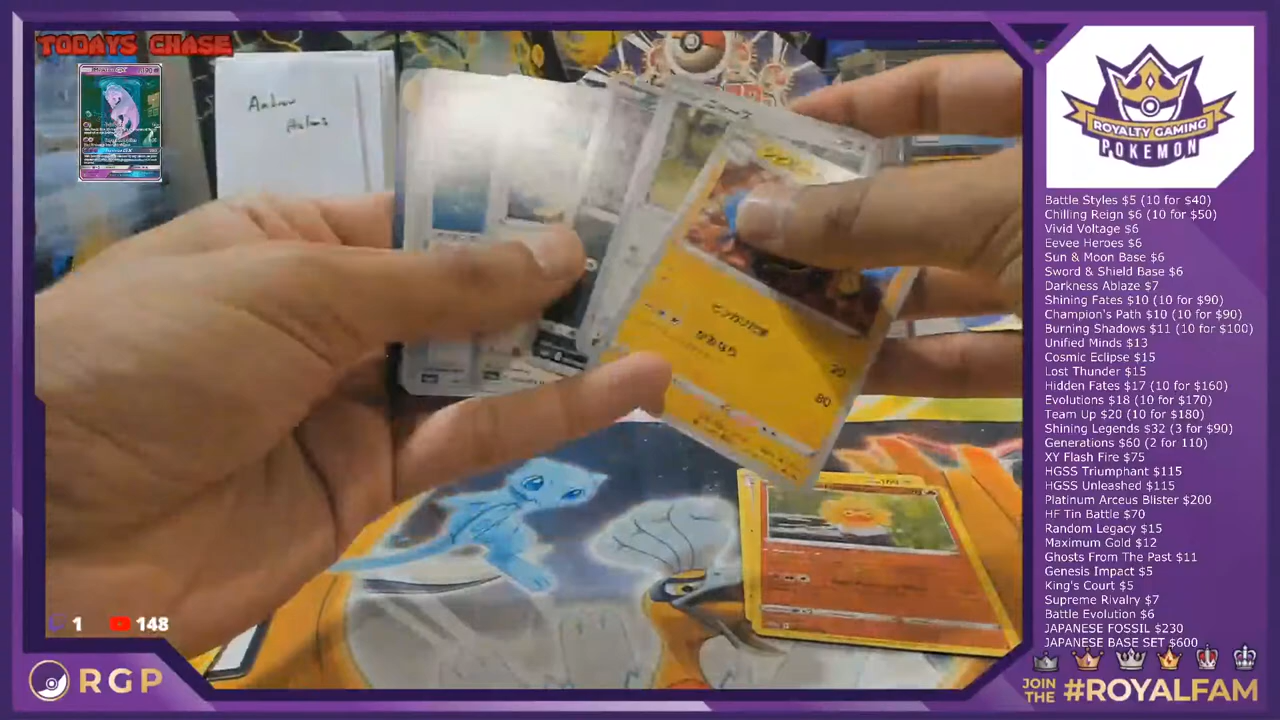 TODAYS CHASE
ROYALTY GAMING
POKEMON
Battle Styles $5 (10 for $40)
Chilling Reign $6 (10 for $50)
Vivid Voltage $6
Eevee Heroes $6
Sun & Moon Base $6
Sword & Shield Base $6
Darkness Ablaze $7
Shining Fates $10 (10 for $90)
Champion's Path $10 (10 for $90)
Burning Shadows $11 (10 for $100)
Unified Minds $13
Cosmic Eclipse $15
Lost Thunder $15
Hidden Fates $17 (10 for $160)
Evolutions $18 (10 for $170)
Team Up $20 (10 for $180)
Shining Legends $32 (3 for $90)
Generations $60 (2 for 110)
XY Flash Fire $75
HGSS Triumphant $115
HGSS Unleashed $115
Platinum Arceus Blister $200
HF Tin Battle $70
Random Legacy $15
Maximum Gold $12
Ghosts From The Past $11
Genesis Impact $5
King's Court $5
Supreme Rivalry $7
Battle Evolution $6
JAPANESE FOSSIL $230
JAPANESE BASE SET $600
20
80
1 148
RGP
JOIN
THE #ROYALFAM